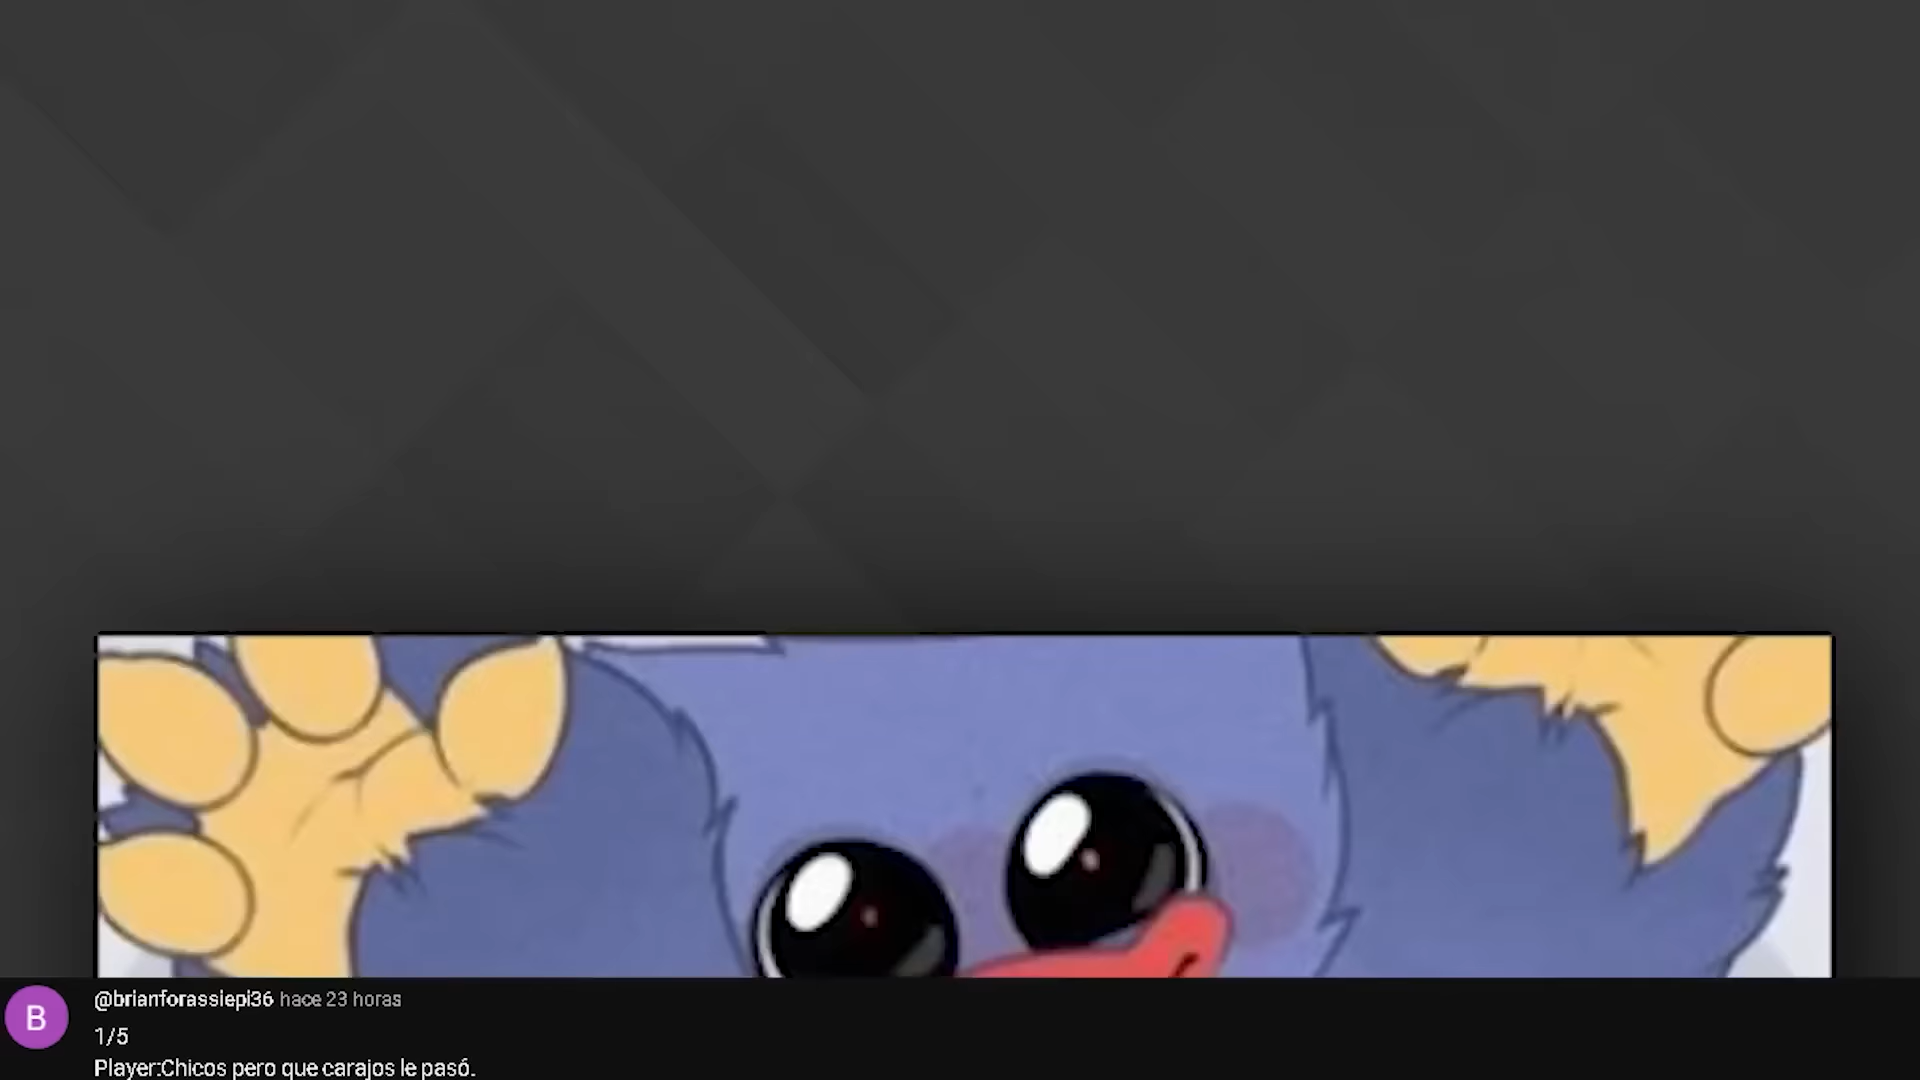 B
@brianforassiepi36 hace 23 horas
1/5
Player:Chicos pero que carajos le pasó.